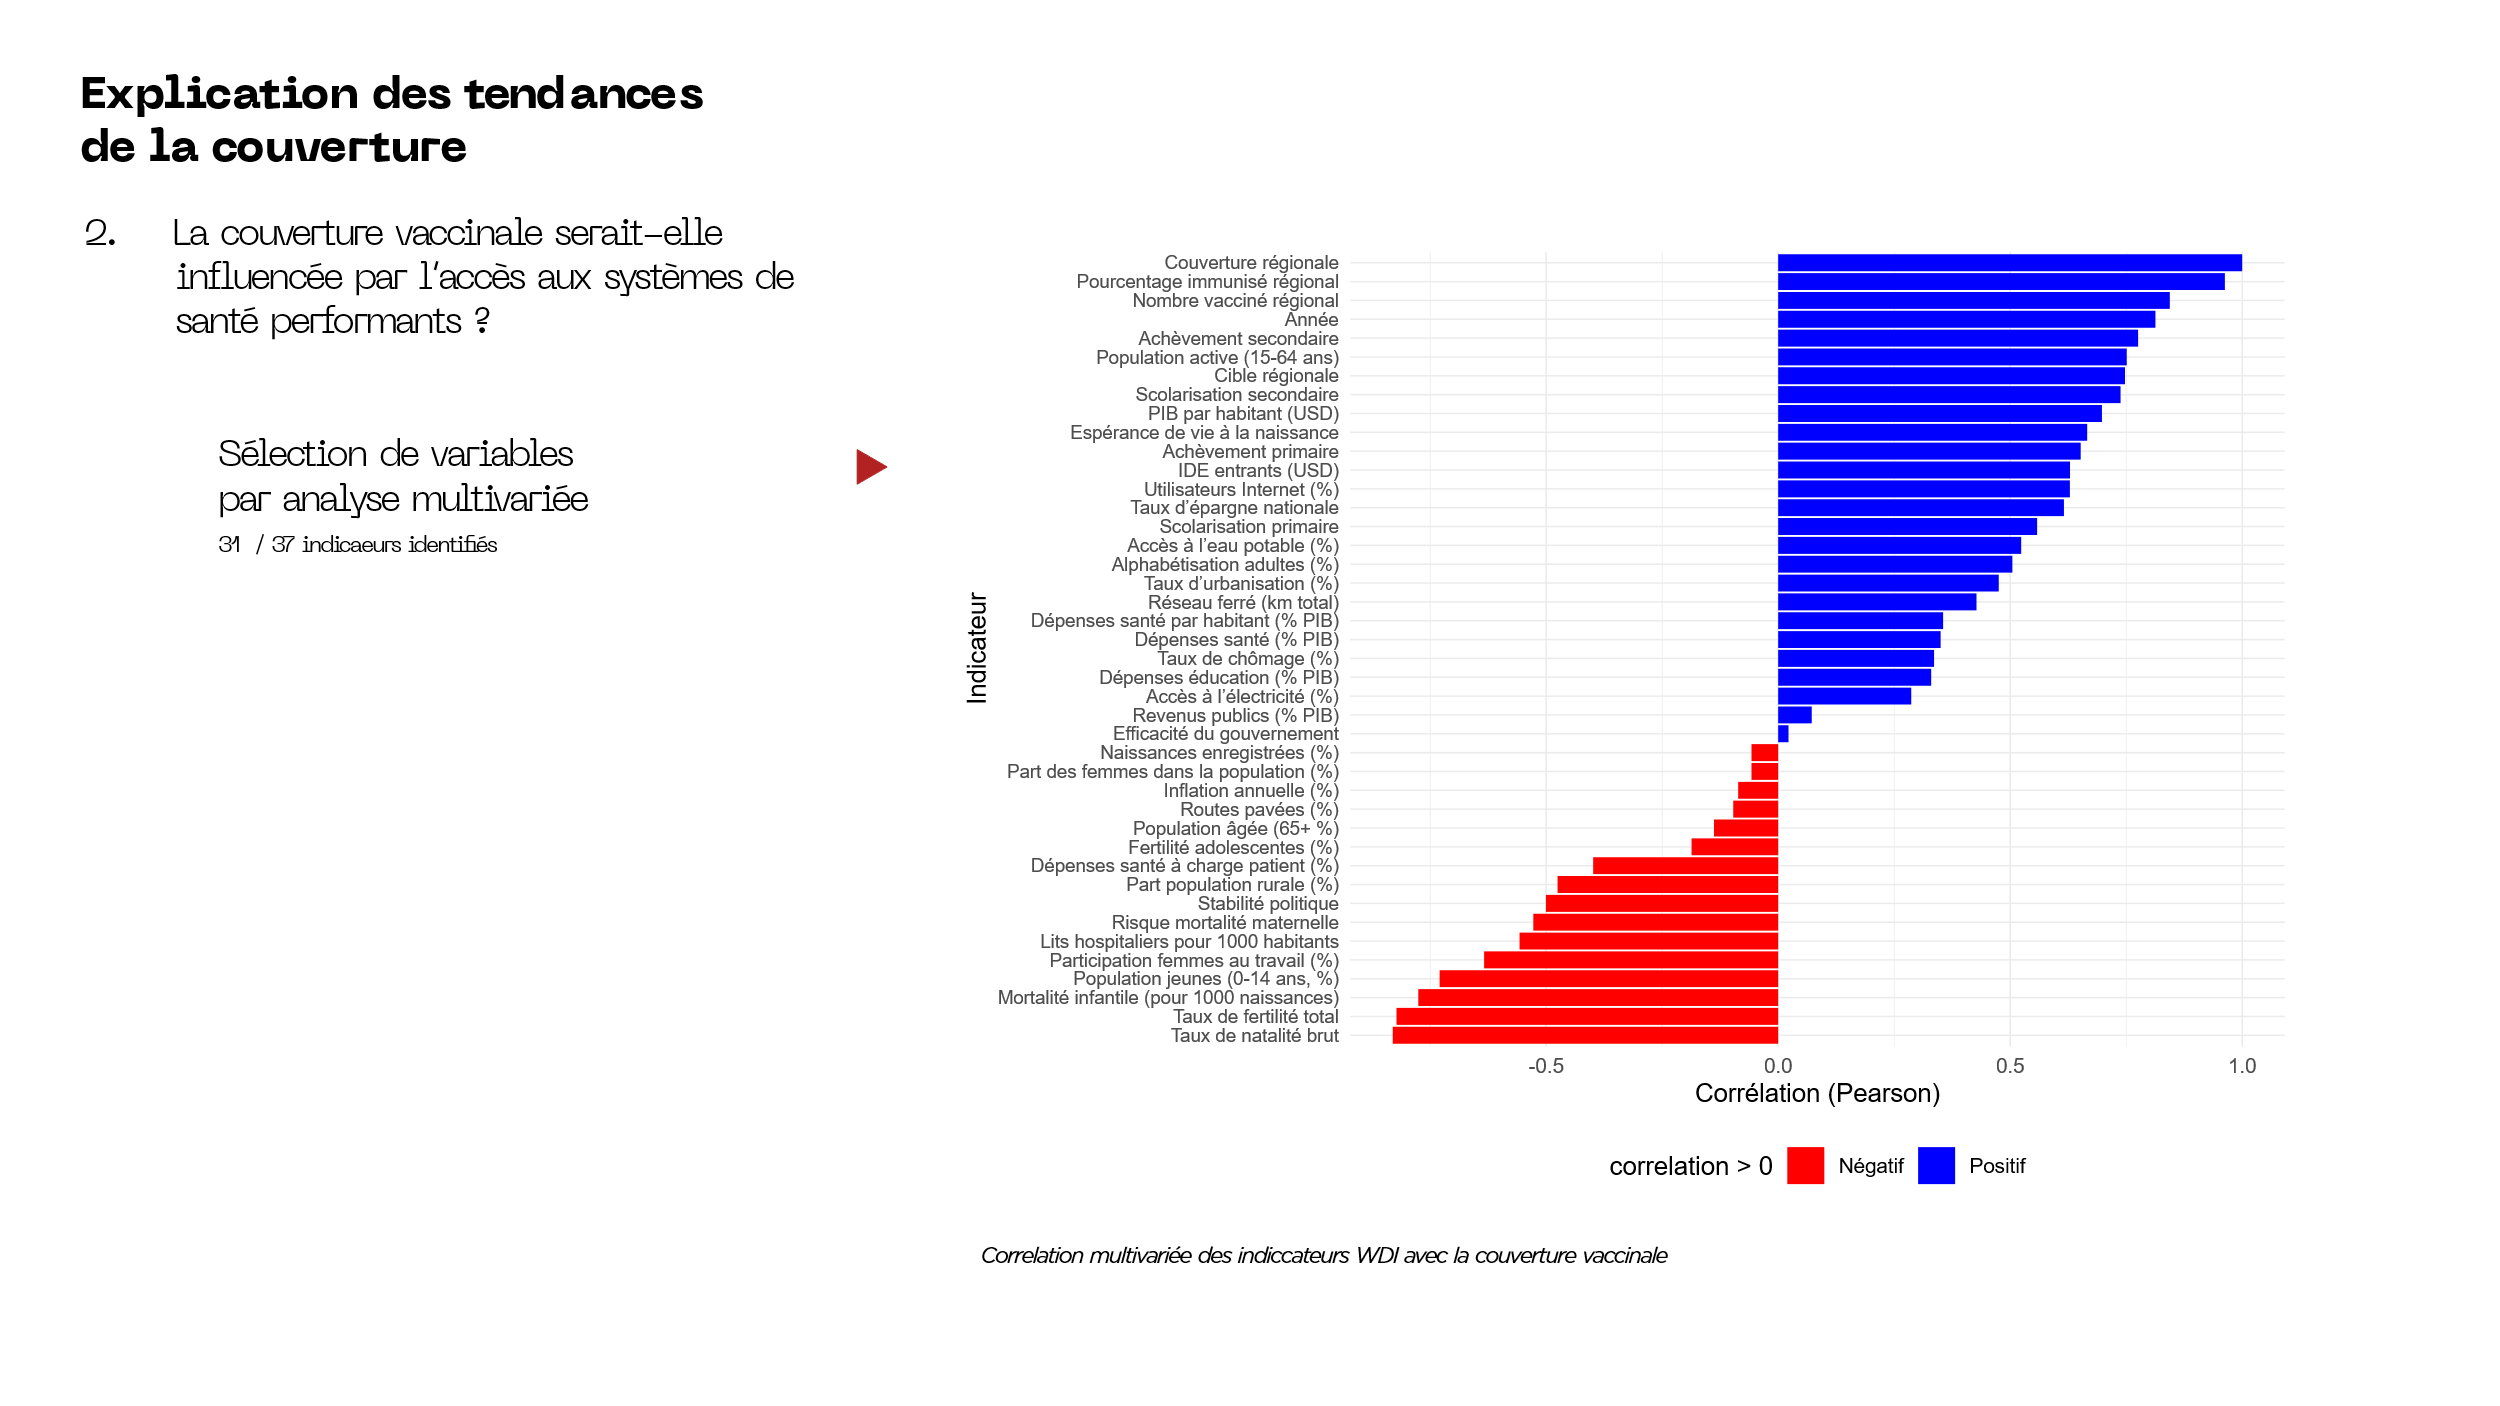 Explication des tendances
de la couverture
2. La couverture vaccinale serait-elle
influencée par l'accès aux systèmes de
santé performants ?
Sélection de variables
par analyse multivariée
31 / 37 indicaeurs identifiés
Indicateur
Couverture régionale
Pourcentage immunisé régional
Nombre vacciné régional
Année
Achèvement secondaire
Population active (15-64 ans)
Cible régionale
Scolarisation secondaire
PIB par habitant (USD)
Espérance de vie à la naissance
Achèvement primaire
IDE entrants (USD)
Utilisateurs Internet (%)
Taux d'épargne nationale
Scolarisation primaire
Accès à l'eau potable (%)
Alphabétisation adultes (%)
Taux d'urbanisation (%)
Réseau ferré (km total)
Dépenses santé par habitant (% PIB)
Dépenses santé (% PIB)
Taux de chômage (%)
Dépenses éducation (% PIB)
Accès à l'électricité (%)
Revenus publics (% PIB)
Efficacité du gouvernement
Naissances enregistrées (%)
Part des femmes dans la population (%)
Inflation annuelle (%)
Routes pavées (%)
Population âgée (65+ %)
Fertilité adolescentes (%)
Dépenses santé à charge patient (%)
Part population rurale (%)
Stabilité politique
Risque mortalité maternelle
Lits hospitaliers pour 1000 habitants
Participation femmes au travail (%)
Population jeunes (0-14 ans, %)
Mortalité infantile (pour 1000 naissances)
Taux de fertilité total
Taux de natalité brut
-0.5 0.0 0.5 1.0
Corrélation (Pearson)
correlation > 0 Négatif Positif
Correlation multivariée des indiccateurs WDI avec la couverture vaccinale